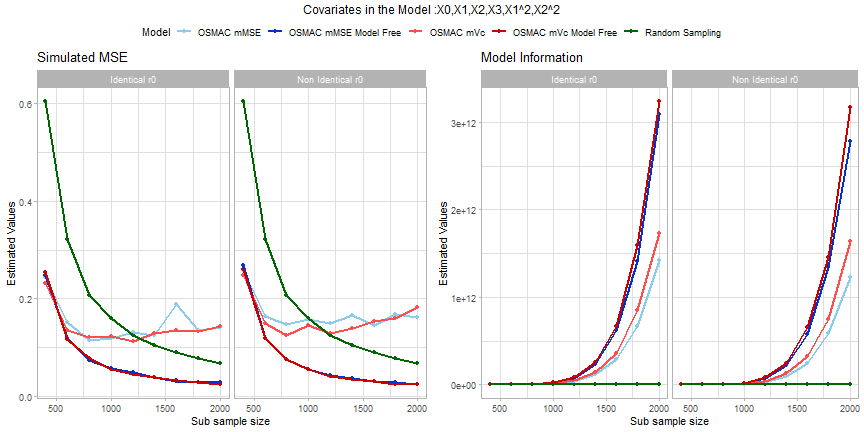 Covariates in the Model :X0,X1,X2,X3,X1^2,X2^2
Model OSMAC mMSE OSMAC mMSE Model Free OSMAC mVc OSMAC mVc Model Free Random Sampling
Simulated MSE
Identical r0
Non Identical r0
Estimated Values
0.6
0.4
0.2
0.0
500 1000 1500 2000
500 1000 1500 2000
Sub sample size
Model Information
Identical r0
Non Identical r0
Estimated Values
3e+12
2e+12
1e+12
0e+00
500 1000 1500 2000
500 1000 1500 2000
Sub sample size